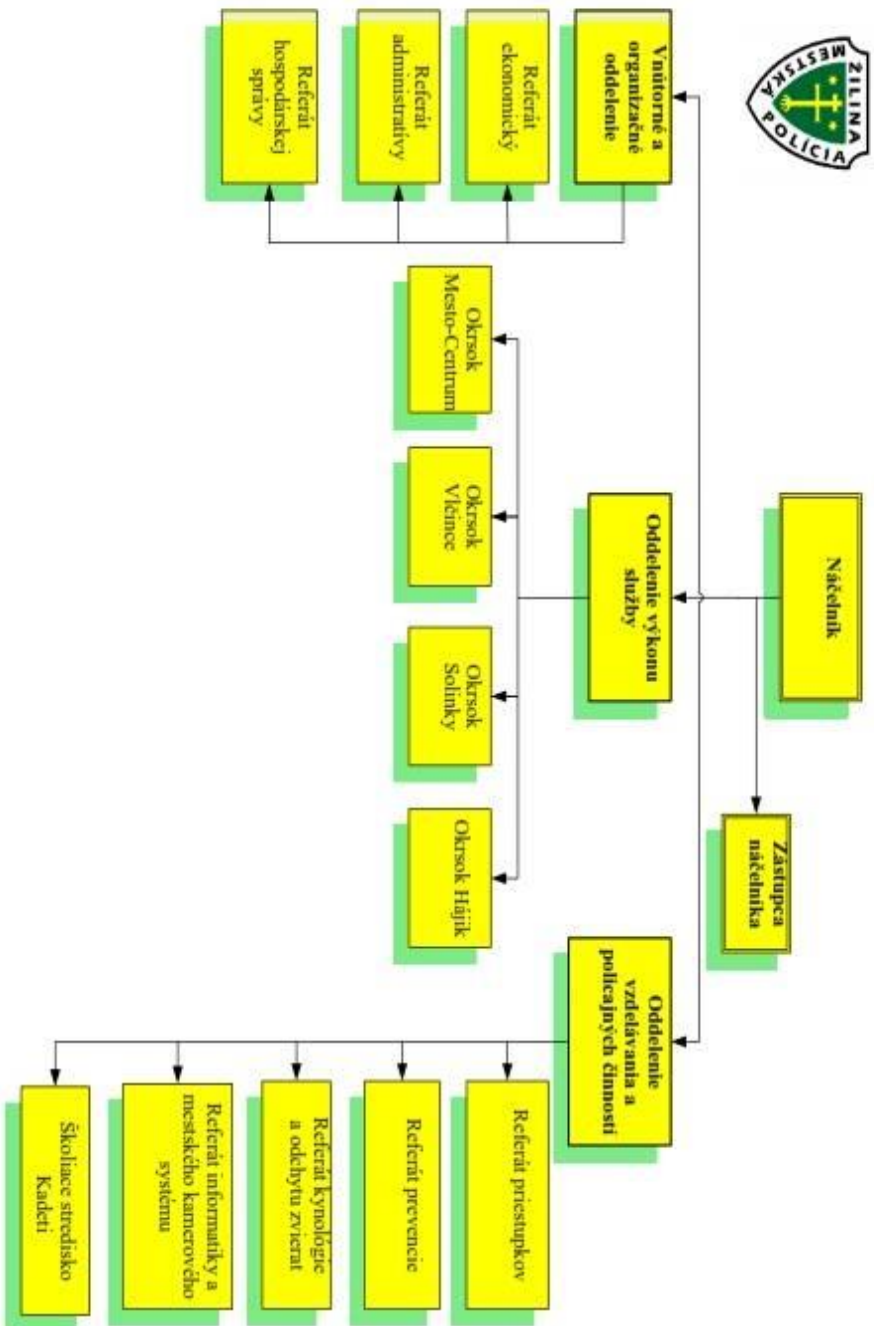 ŽILINA
MESTSKÁ POLÍCIA
Náčelník
Zástupca
náčelníka
Vnútorné a
organizačné
oddelenie
Oddelenie výkonu
služby
Oddelenie
vzdelávania a
policajných činností
Referát
ekonomický
Referát
administratívy
Referát
hospodárskej
správy
Okrsok
Mesto-Centrum
Okrsok
Vlčince
Okrsok
Solinky
Okrsok Hájik
Referát priestupkov
Referát prevencie
Referát kynológie
a odchytu zvierat
Referát informatiky a
mestského kamerového
systému
Školiace stredisko
Kadeti